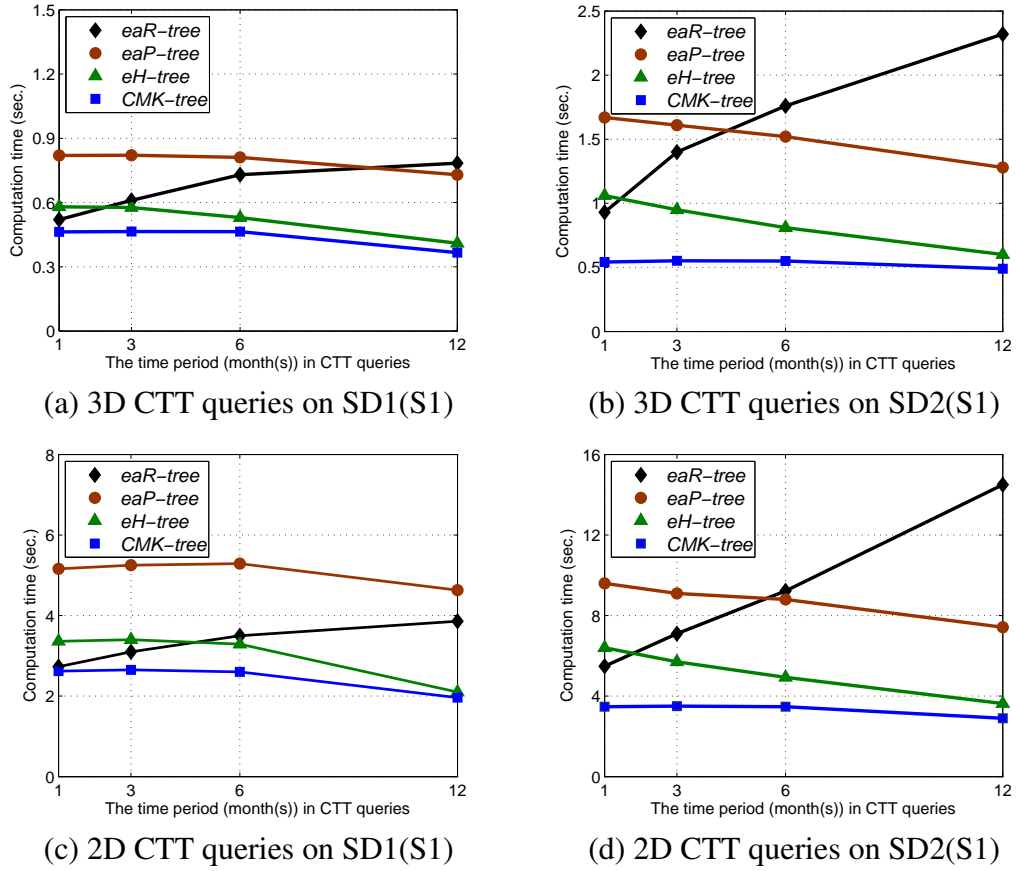 1.5
1.2
0.9
0.6
0.3
0
Computation time (sec.)
eaR-tree
eaP-tree
eH-tree
CMK-tree
1 3 6 12
The time period (month(s)) in CTT queries
(a) 3D CTT queries on SD1(S1)
2.5
2
1.5
1
0.5
0
Computation time (sec.)
eaR-tree
eaP-tree
eH-tree
CMK-tree
1 3 6 12
The time period (month(s)) in CTT queries
(b) 3D CTT queries on SD2(S1)
8
6
4
2
0
Computation time (sec.)
eaR-tree
eaP-tree
eH-tree
CMK-tree
1 3 6 12
The time period (month(s)) in CTT queries
(c) 2D CTT queries on SD1(S1)
16
12
8
4
0
Computation time (sec.)
eaR-tree
eaP-tree
eH-tree
CMK-tree
1 3 6 12
The time period (month(s)) in CTT queries
(d) 2D CTT queries on SD2(S1)